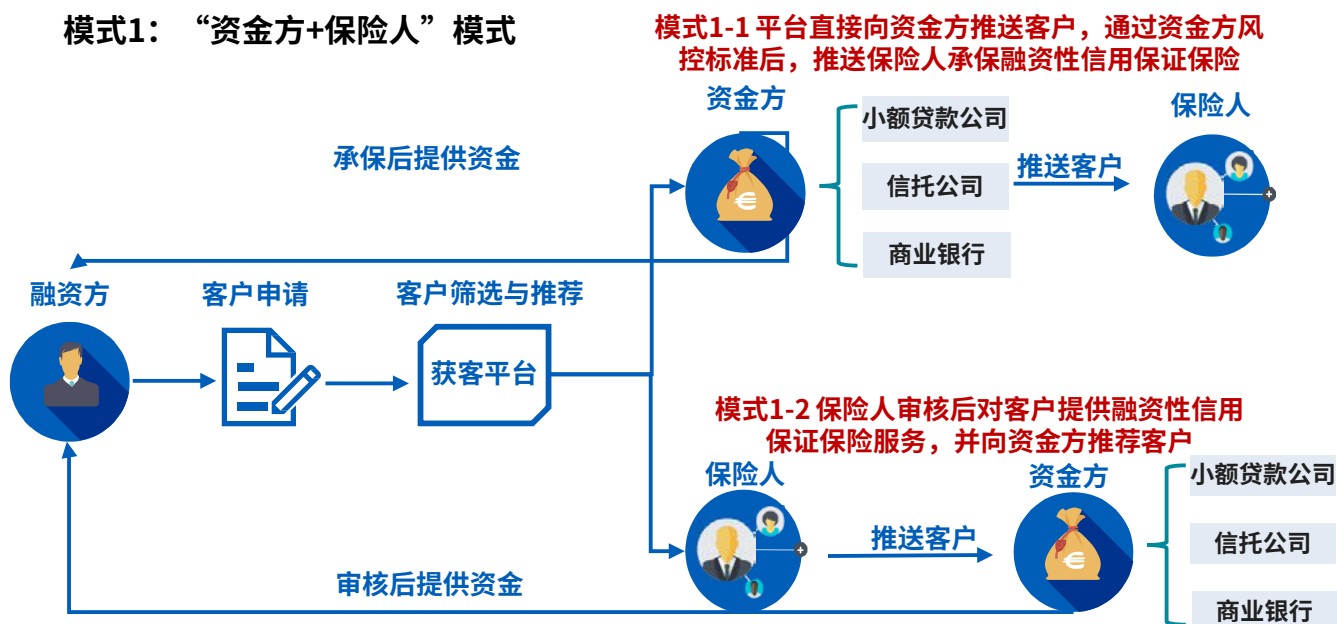 模式1：“资金方+保险人”模式
模式1-1 平台直接向资金方推送客户，通过资金方风
控标准后，推送保险人承保融资性信用保证保险
资金方
保险人
小额贷款公司
承保后提供资金
推送客户
信托公司
€
商业银行
融资方
客户申请
客户筛选与推荐
获客平台
模式1-2 保险人审核后对客户提供融资性信用
保证保险服务，并向资金方推荐客户
保险人
资金方
小额贷款公司
推送客户
信托公司
€
审核后提供资金
商业银行